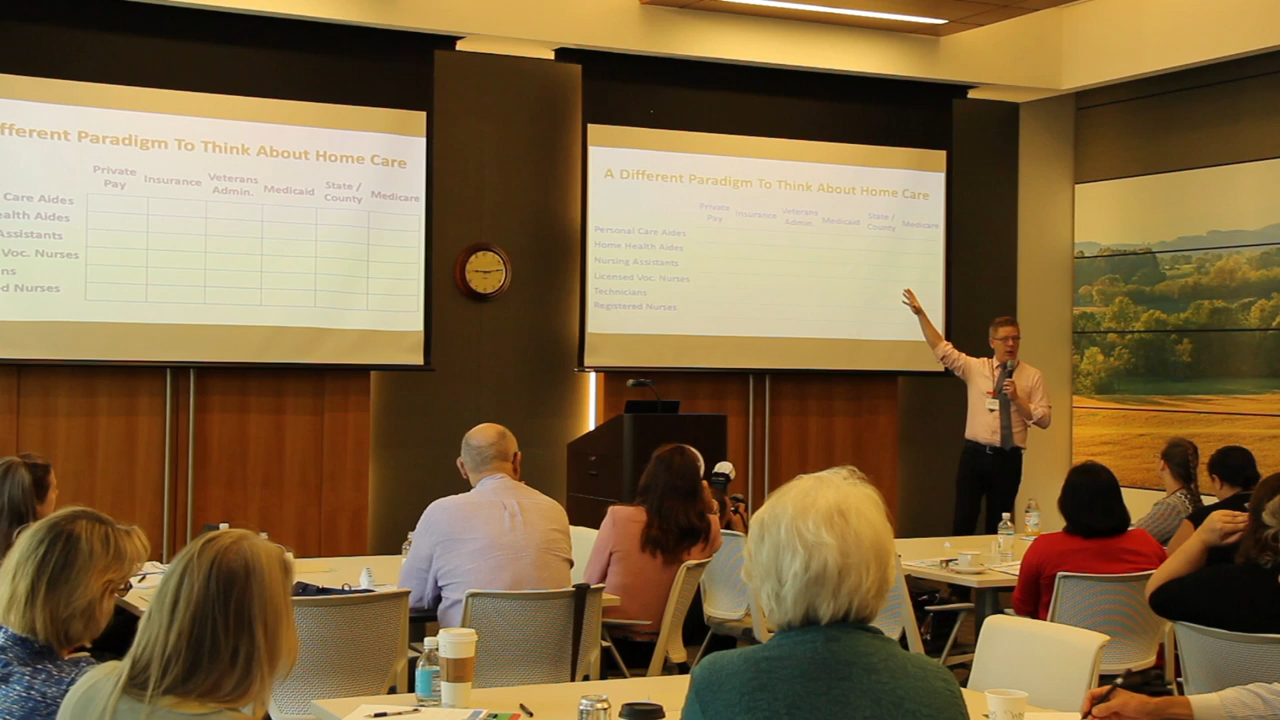 fferent Paradigm To Think About Home Care
Private Pay Insurance Veterans Admin. Medicaid State / County Medicare
Care Aides
ealth Aides
Assistants
Voc. Nurses
ns
d Nurses
A Different Paradigm To Think About Home Care
Private Pay Insurance Veterans Admin. Medicaid State / County Medicare
Personal Care Aides
Home Health Aides
Nursing Assistants
Licensed Voc. Nurses
Technicians
Registered Nurses